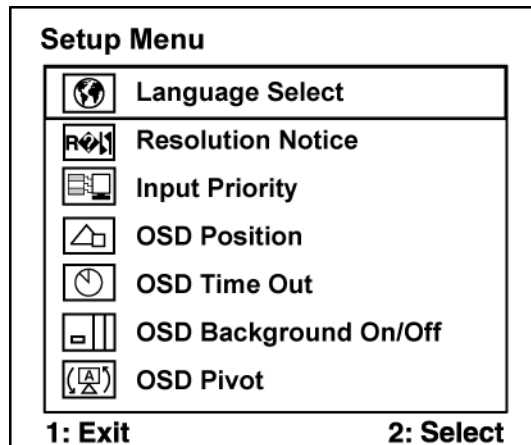 Setup Menu
Language Select
Resolution Notice
Input Priority
OSD Position
OSD Time Out
OSD Background On/Off
OSD Pivot
1: Exit
2: Select